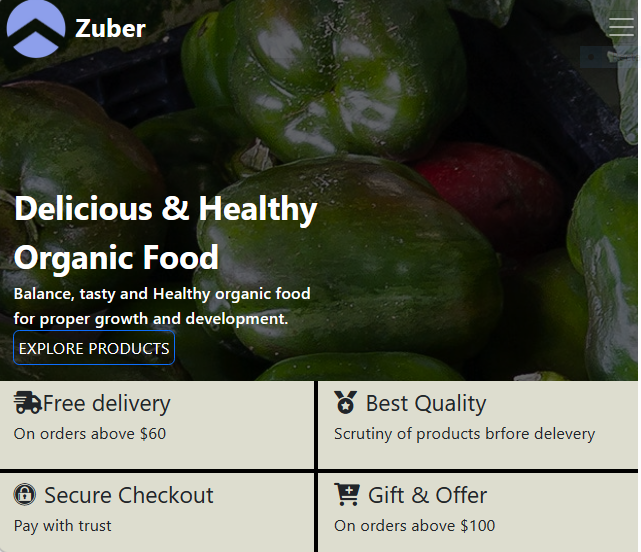 Zuber
Delicious & Healthy
Organic Food
Balance, tasty and Healthy organic food
for proper growth and development.
EXPLORE PRODUCTS
Free delivery
On orders above $60
Best Quality
Scrutiny of products brfore delevery
Secure Checkout
Pay with trust
Gift & Offer
On orders above $100